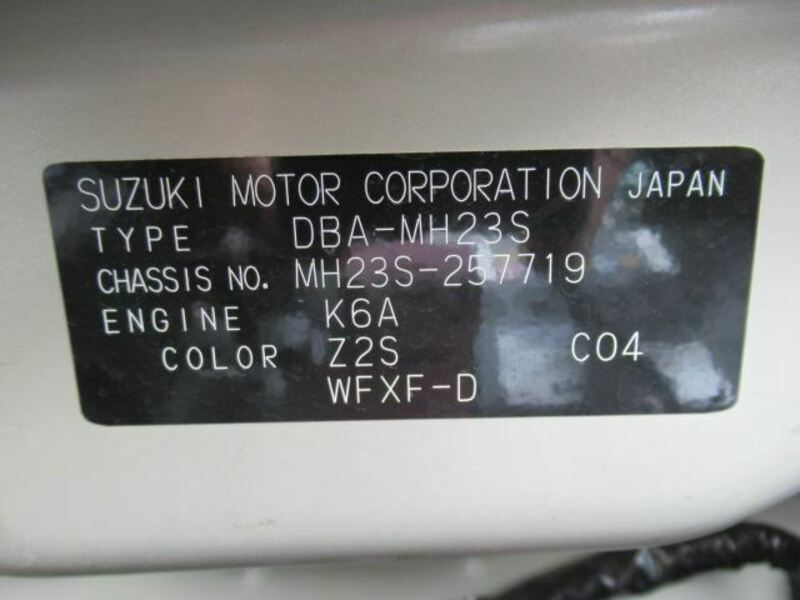 SUZUKI MOTOR CORPORATION JAPAN
TYPE DBA-MH23S
CHASSIS NO. MH23S-257719
ENGINE K6A
COLOR Z2S C04
WFXF-D